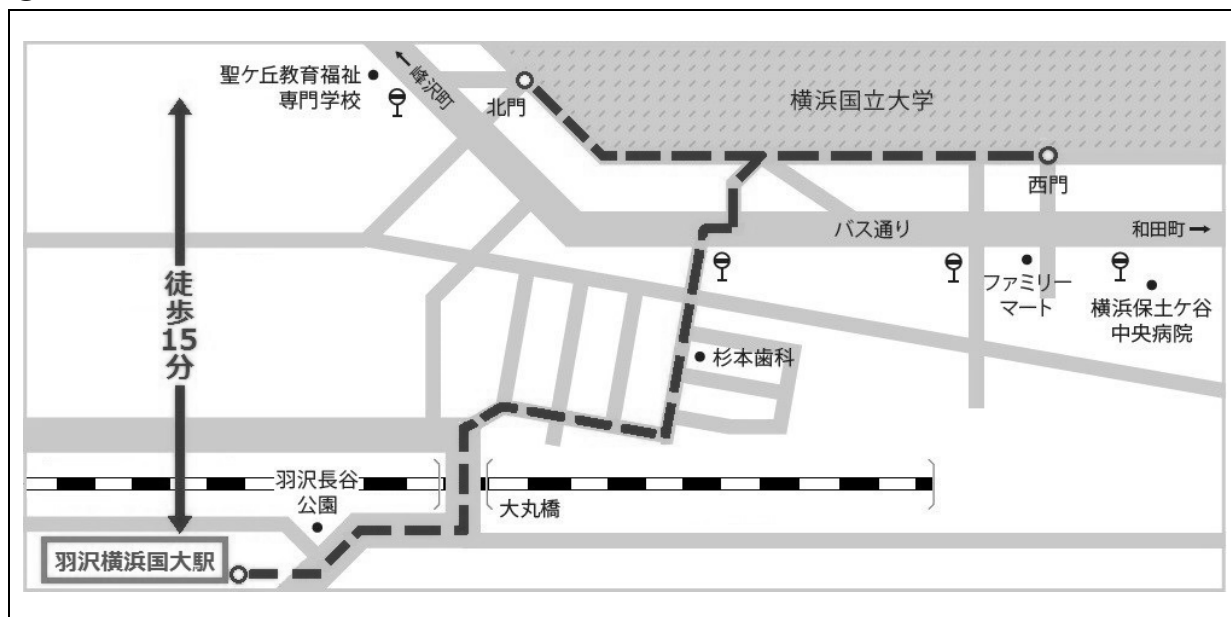 聖ケ丘教育福祉
専門学校
峰沢町
北門
横浜国立大学
西門
バス通り
和田町
ファミリー
マート
横浜保土ケ谷
中央病院
徒歩15分
杉本歯科
羽沢長谷
公園
大丸橋
羽沢横浜国大駅